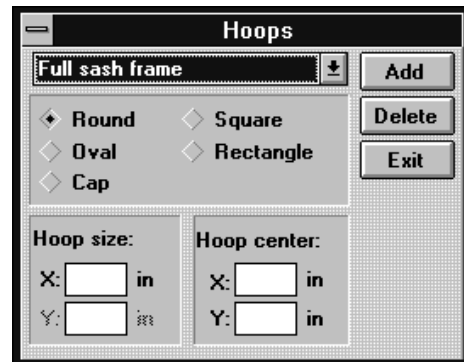 Hoops
Full sash frame
Add
Round
Square
Delete
Oval
Rectangle
Exit
Cap
Hoop size:
X: in
Y: in
Hoop center:
X: in
Y: in